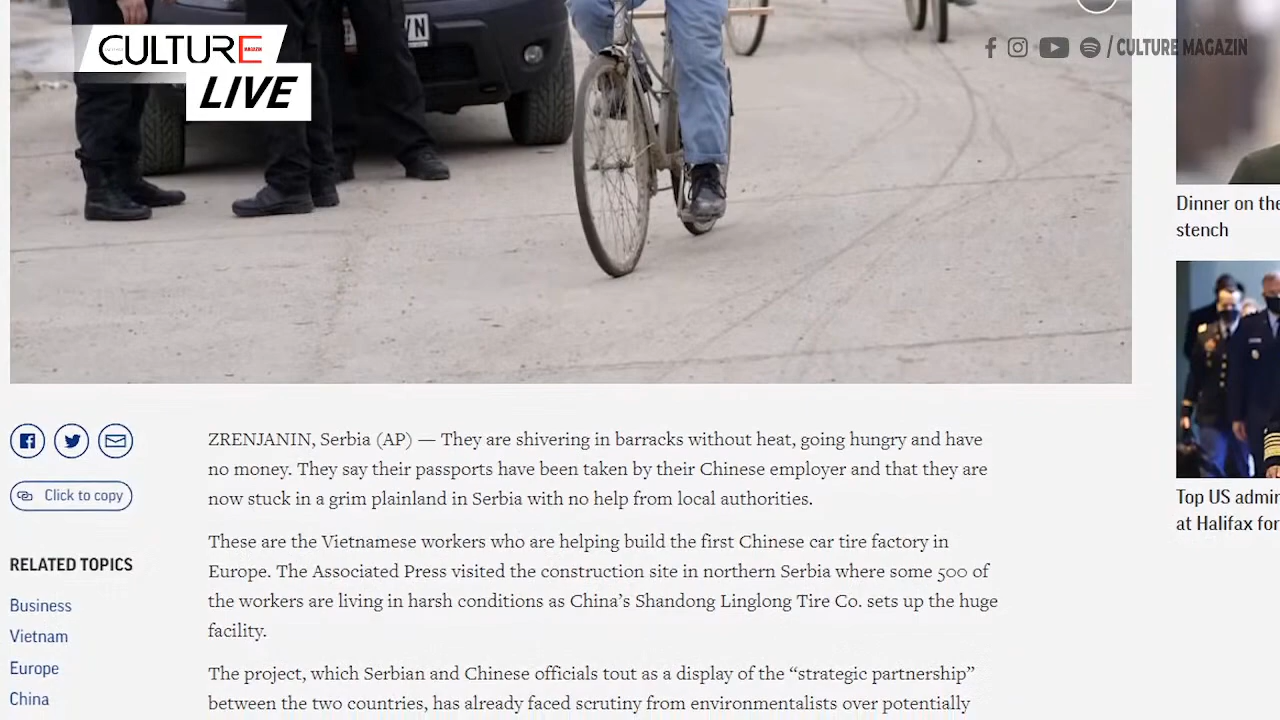 CULTURE
MAGAZIN
LIVE
/ CULTURE MAGAZIN
Dinner on the
stench
Click to copy
ZRENJANIN, Serbia (AP) — They are shivering in barracks without heat, going hungry and have
no money. They say their passports have been taken by their Chinese employer and that they are
now stuck in a grim plainland in Serbia with no help from local authorities.
Top US admir
at Halifax for
These are the Vietnamese workers who are helping build the first Chinese car tire factory in
Europe. The Associated Press visited the construction site in northern Serbia where some 500 of
the workers are living in harsh conditions as China’s Shandong Linglong Tire Co. sets up the huge
facility.
RELATED TOPICS
Business
Vietnam
Europe
China
The project, which Serbian and Chinese officials tout as a display of the “strategic partnership”
between the two countries, has already faced scrutiny from environmentalists over potentially